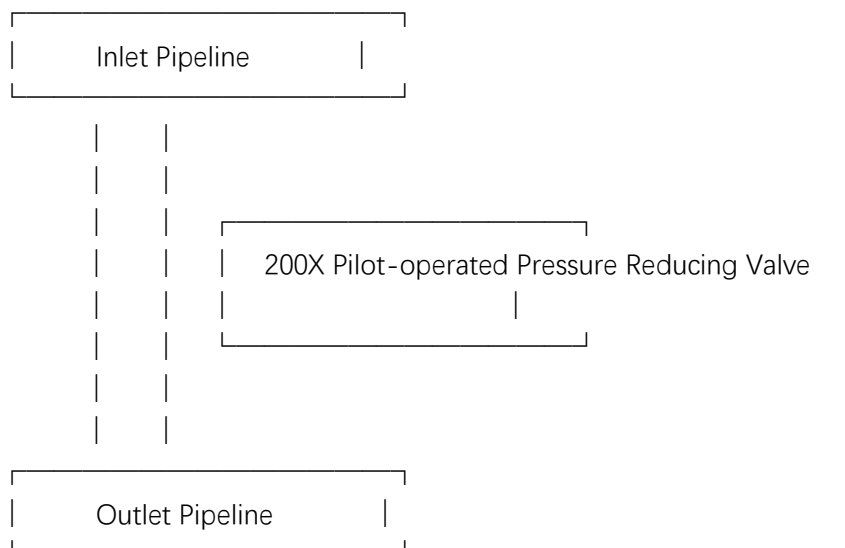 Inlet Pipeline
200X Pilot-operated Pressure Reducing Valve
Outlet Pipeline